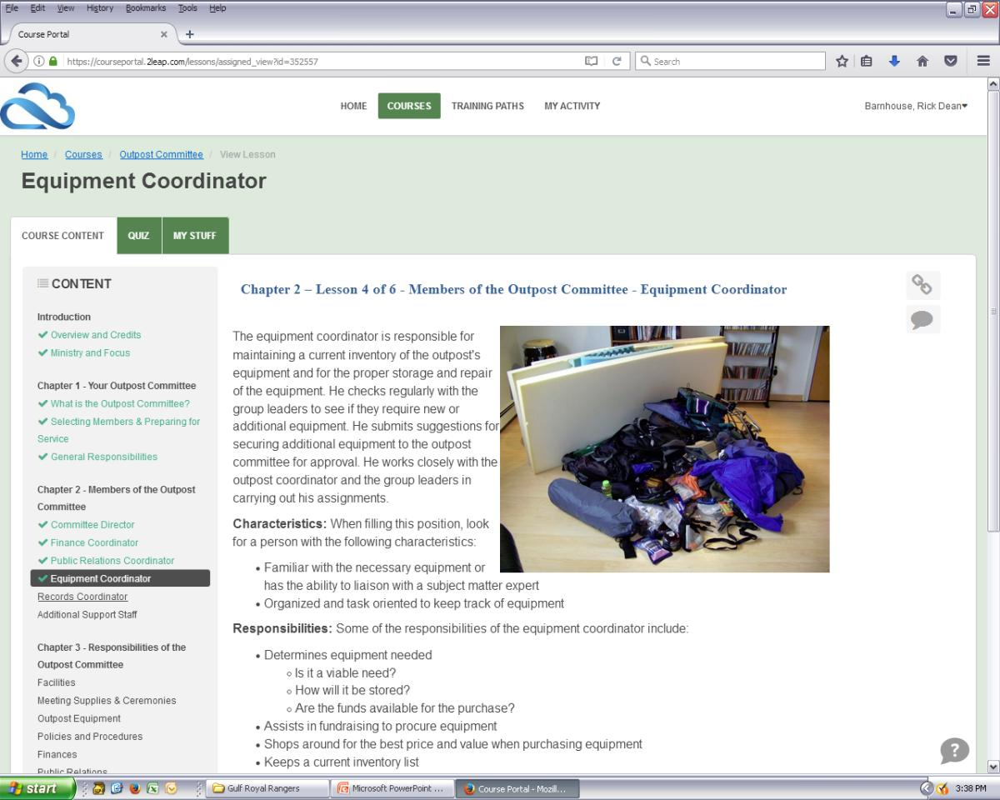 File Edit View History Bookmarks Tools Help
Course Portal
https://courseportal.2leap.com/lessons/assigned_view?id=352557
Search
HOME COURSES TRAINING PATHS MY ACTIVITY
Barnhouse, Rick Dean
Home / Courses / Outpost Committee / View Lesson
Equipment Coordinator
COURSE CONTENT QUIZ MY STUFF
CONTENT
Introduction
Overview and Credits
Ministry and Focus
Chapter 1 - Your Outpost Committee
What is the Outpost Committee?
Selecting Members & Preparing for
Service
General Responsibilities
Chapter 2 - Members of the Outpost
Committee
Committee Director
Finance Coordinator
Public Relations Coordinator
Equipment Coordinator
Records Coordinator
Additional Support Staff
Chapter 3 - Responsibilities of the
Outpost Committee
Facilities
Meeting Supplies & Ceremonies
Outpost Equipment
Policies and Procedures
Finances
Public Relations
Chapter 2 – Lesson 4 of 6 - Members of the Outpost Committee - Equipment Coordinator
The equipment coordinator is responsible for
maintaining a current inventory of the outpost's
equipment and for the proper storage and repair
of the equipment. He checks regularly with the
group leaders to see if they require new or
additional equipment. He submits suggestions for
securing additional equipment to the outpost
committee for approval. He works closely with the
outpost coordinator and the group leaders in
carrying out his assignments.
Characteristics: When filling this position, look
for a person with the following characteristics:
• Familiar with the necessary equipment or
has the ability to liaison with a subject matter expert
• Organized and task oriented to keep track of equipment
Responsibilities: Some of the responsibilities of the equipment coordinator include:
• Determines equipment needed
◦ Is it a viable need?
◦ How will it be stored?
◦ Are the funds available for the purchase?
• Assists in fundraising to procure equipment
• Shops around for the best price and value when purchasing equipment
• Keeps a current inventory list
?
start
Gulf Royal Rangers
Microsoft PowerPoint ...
Course Portal - Mozill...
3:38 PM